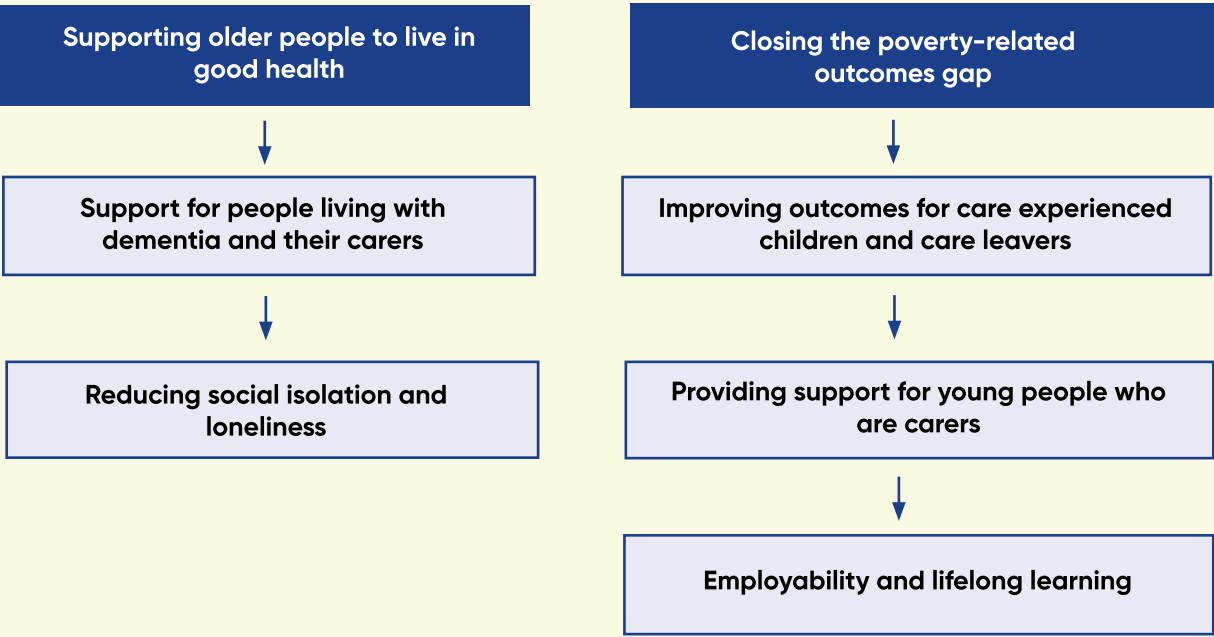 Supporting older people to live in
good health
Support for people living with
dementia and their carers
Reducing social isolation and
loneliness
Closing the poverty-related
outcomes gap
Improving outcomes for care experienced
children and care leavers
Providing support for young people who
are carers
Employability and lifelong learning